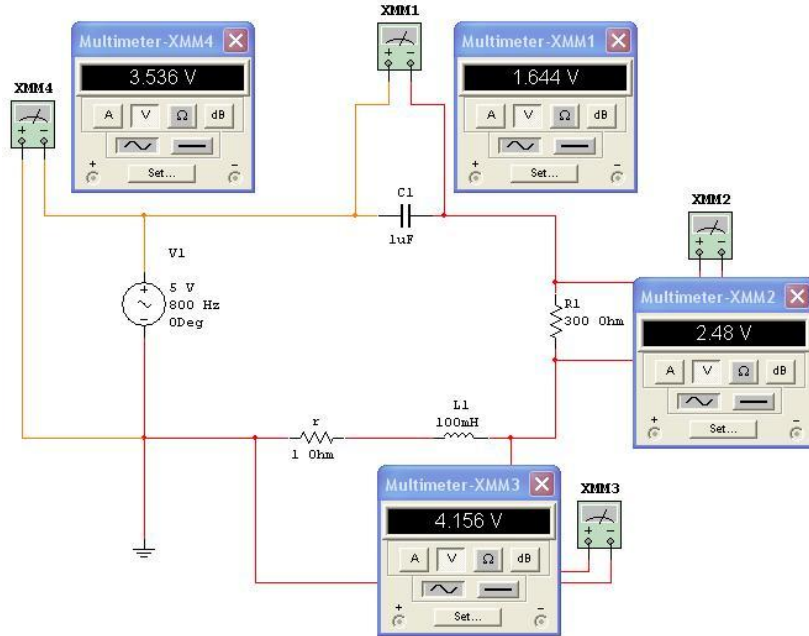 XMM1
Multimeter-XMM4
3.536 V
A V Ω dB
+ Set... -
XMM4
+ -
+ -
Multimeter-XMM1
1.644 V
A V Ω dB
+ Set... -
C1
1uF
XMM2
V1
5 V
800 Hz
0Deg
+
-
R1
300 Ohm
Multimeter-XMM2
2.48 V
A V Ω dB
+ Set... -
r
1 Ohm
L1
100mH
Multimeter-XMM3
4.156 V
A V Ω dB
+ Set... -
XMM3
+ -